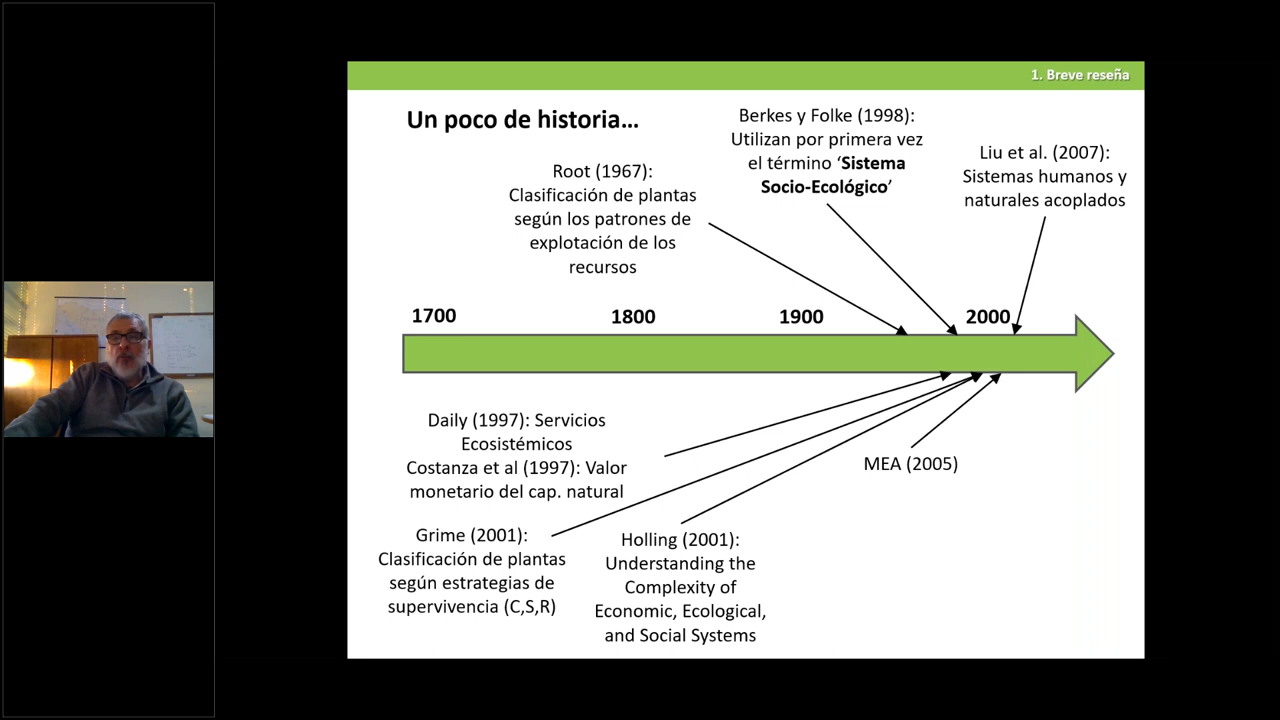 1. Breve reseña
Un poco de historia...
Berkes y Folke (1998):
Utilizan por primera vez
el término ‘Sistema
Socio-Ecológico’
Liu et al. (2007):
Sistemas humanos y
naturales acoplados
Root (1967):
Clasificación de plantas
según los patrones de
explotación de los
recursos
1700 1800 1900 2000
Daily (1997): Servicios
Ecosistémicos
Costanza et al (1997): Valor
monetario del cap. natural
MEA (2005)
Grime (2001):
Clasificación de plantas
según estrategias de
supervivencia (C,S,R)
Holling (2001):
Understanding the
Complexity of
Economic, Ecological,
and Social Systems